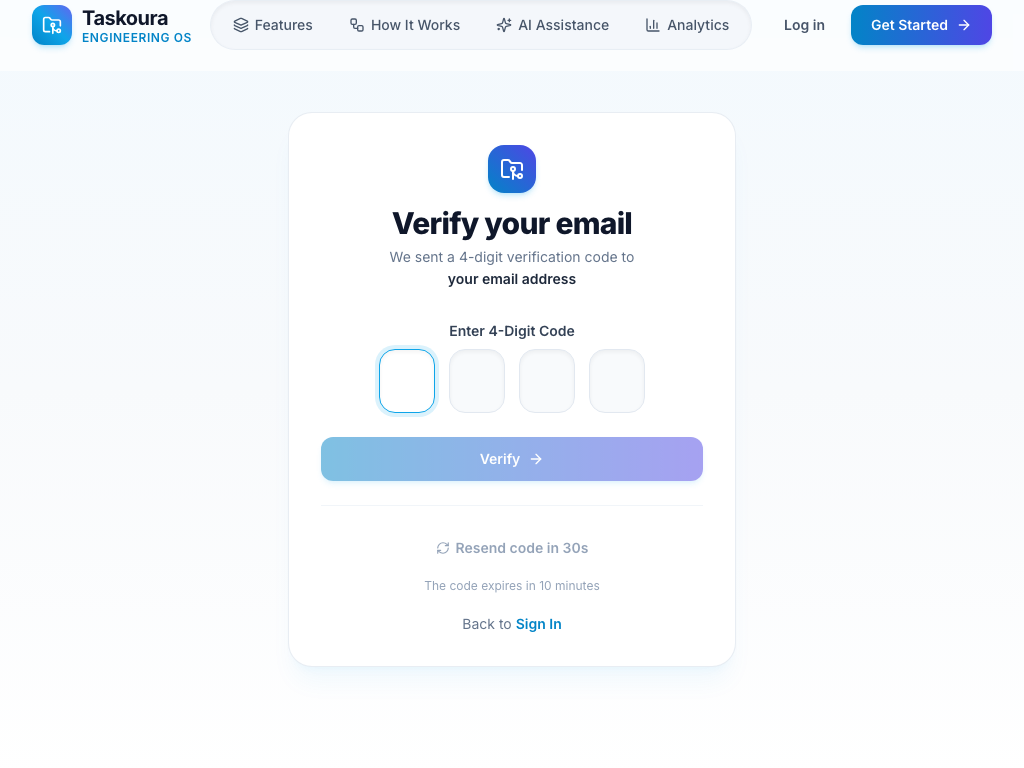 Taskoura
ENGINEERING OS
Features
How It Works
AI Assistance
Analytics
Log in
Get Started
Verify your email
We sent a 4-digit verification code to
your email address
Enter 4-Digit Code
Verify
Resend code in 30s
The code expires in 10 minutes
Back to Sign In